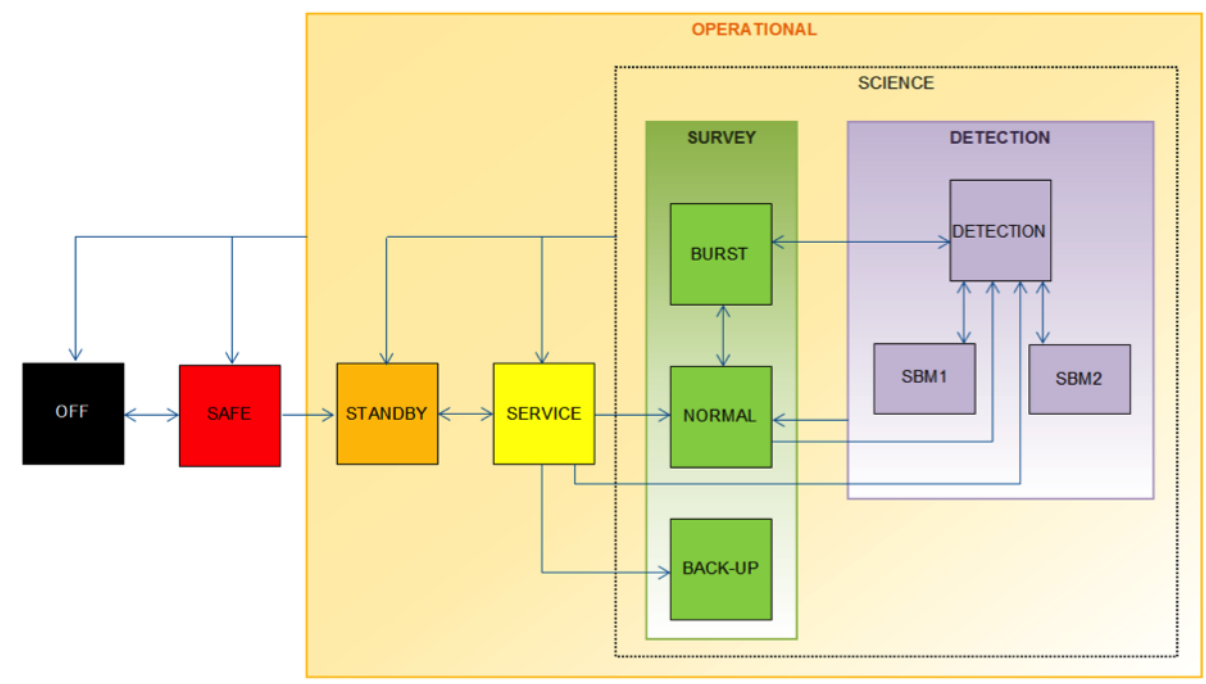 OPERATIONAL
SCIENCE
SURVEY
DETECTION
BURST
DETECTION
OFF
SAFE
STANDBY
SERVICE
NORMAL
SBM1
SBM2
BACK-UP